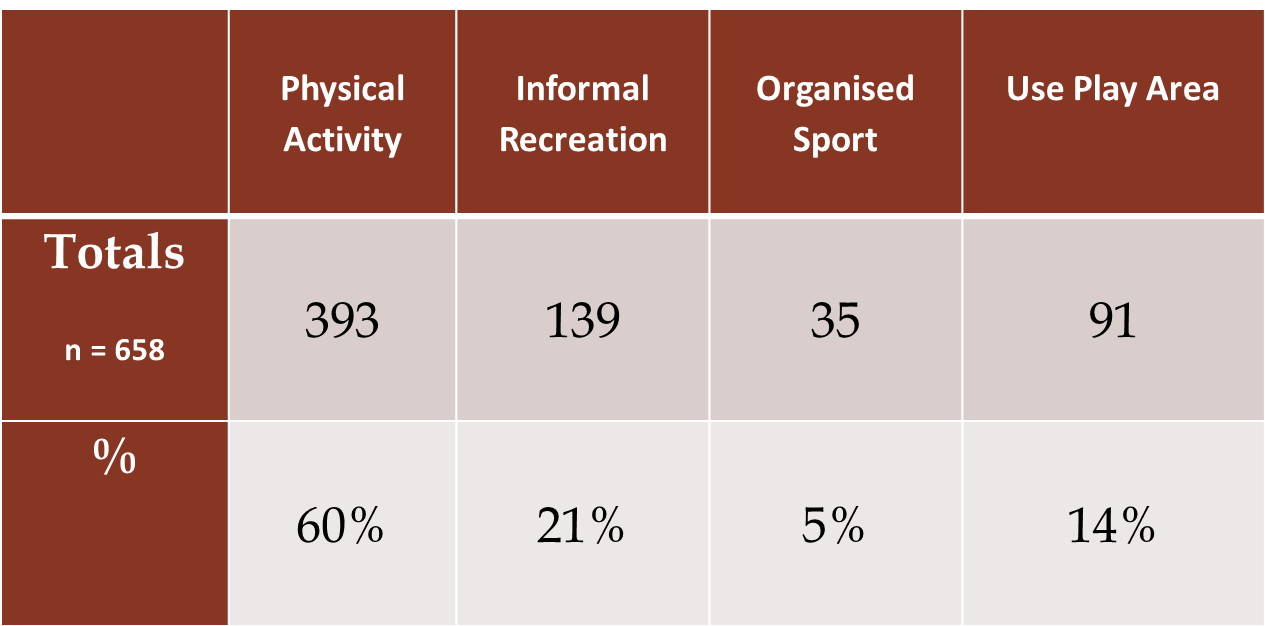 Physical
Activity
Informal
Recreation
Organised
Sport
Use Play Area
Totals
n = 658
393
139
35
91
%
60%
21%
5%
14%